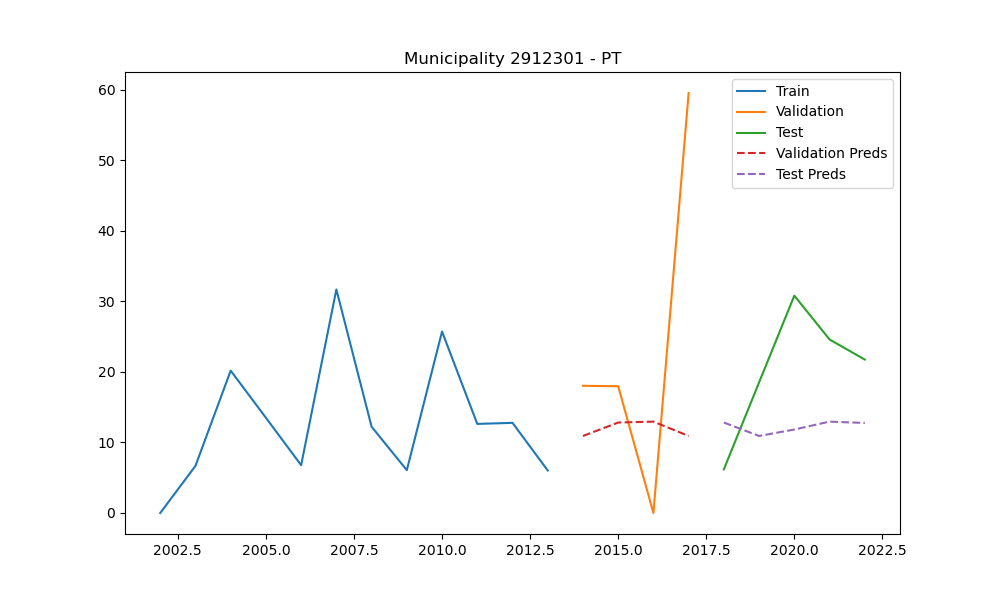 Municipality 2912301 - PT
Train
Validation
Test
Validation Preds
Test Preds
60
50
40
30
20
10
0
2002.5 2005.0 2007.5 2010.0 2012.5 2015.0 2017.5 2020.0 2022.5